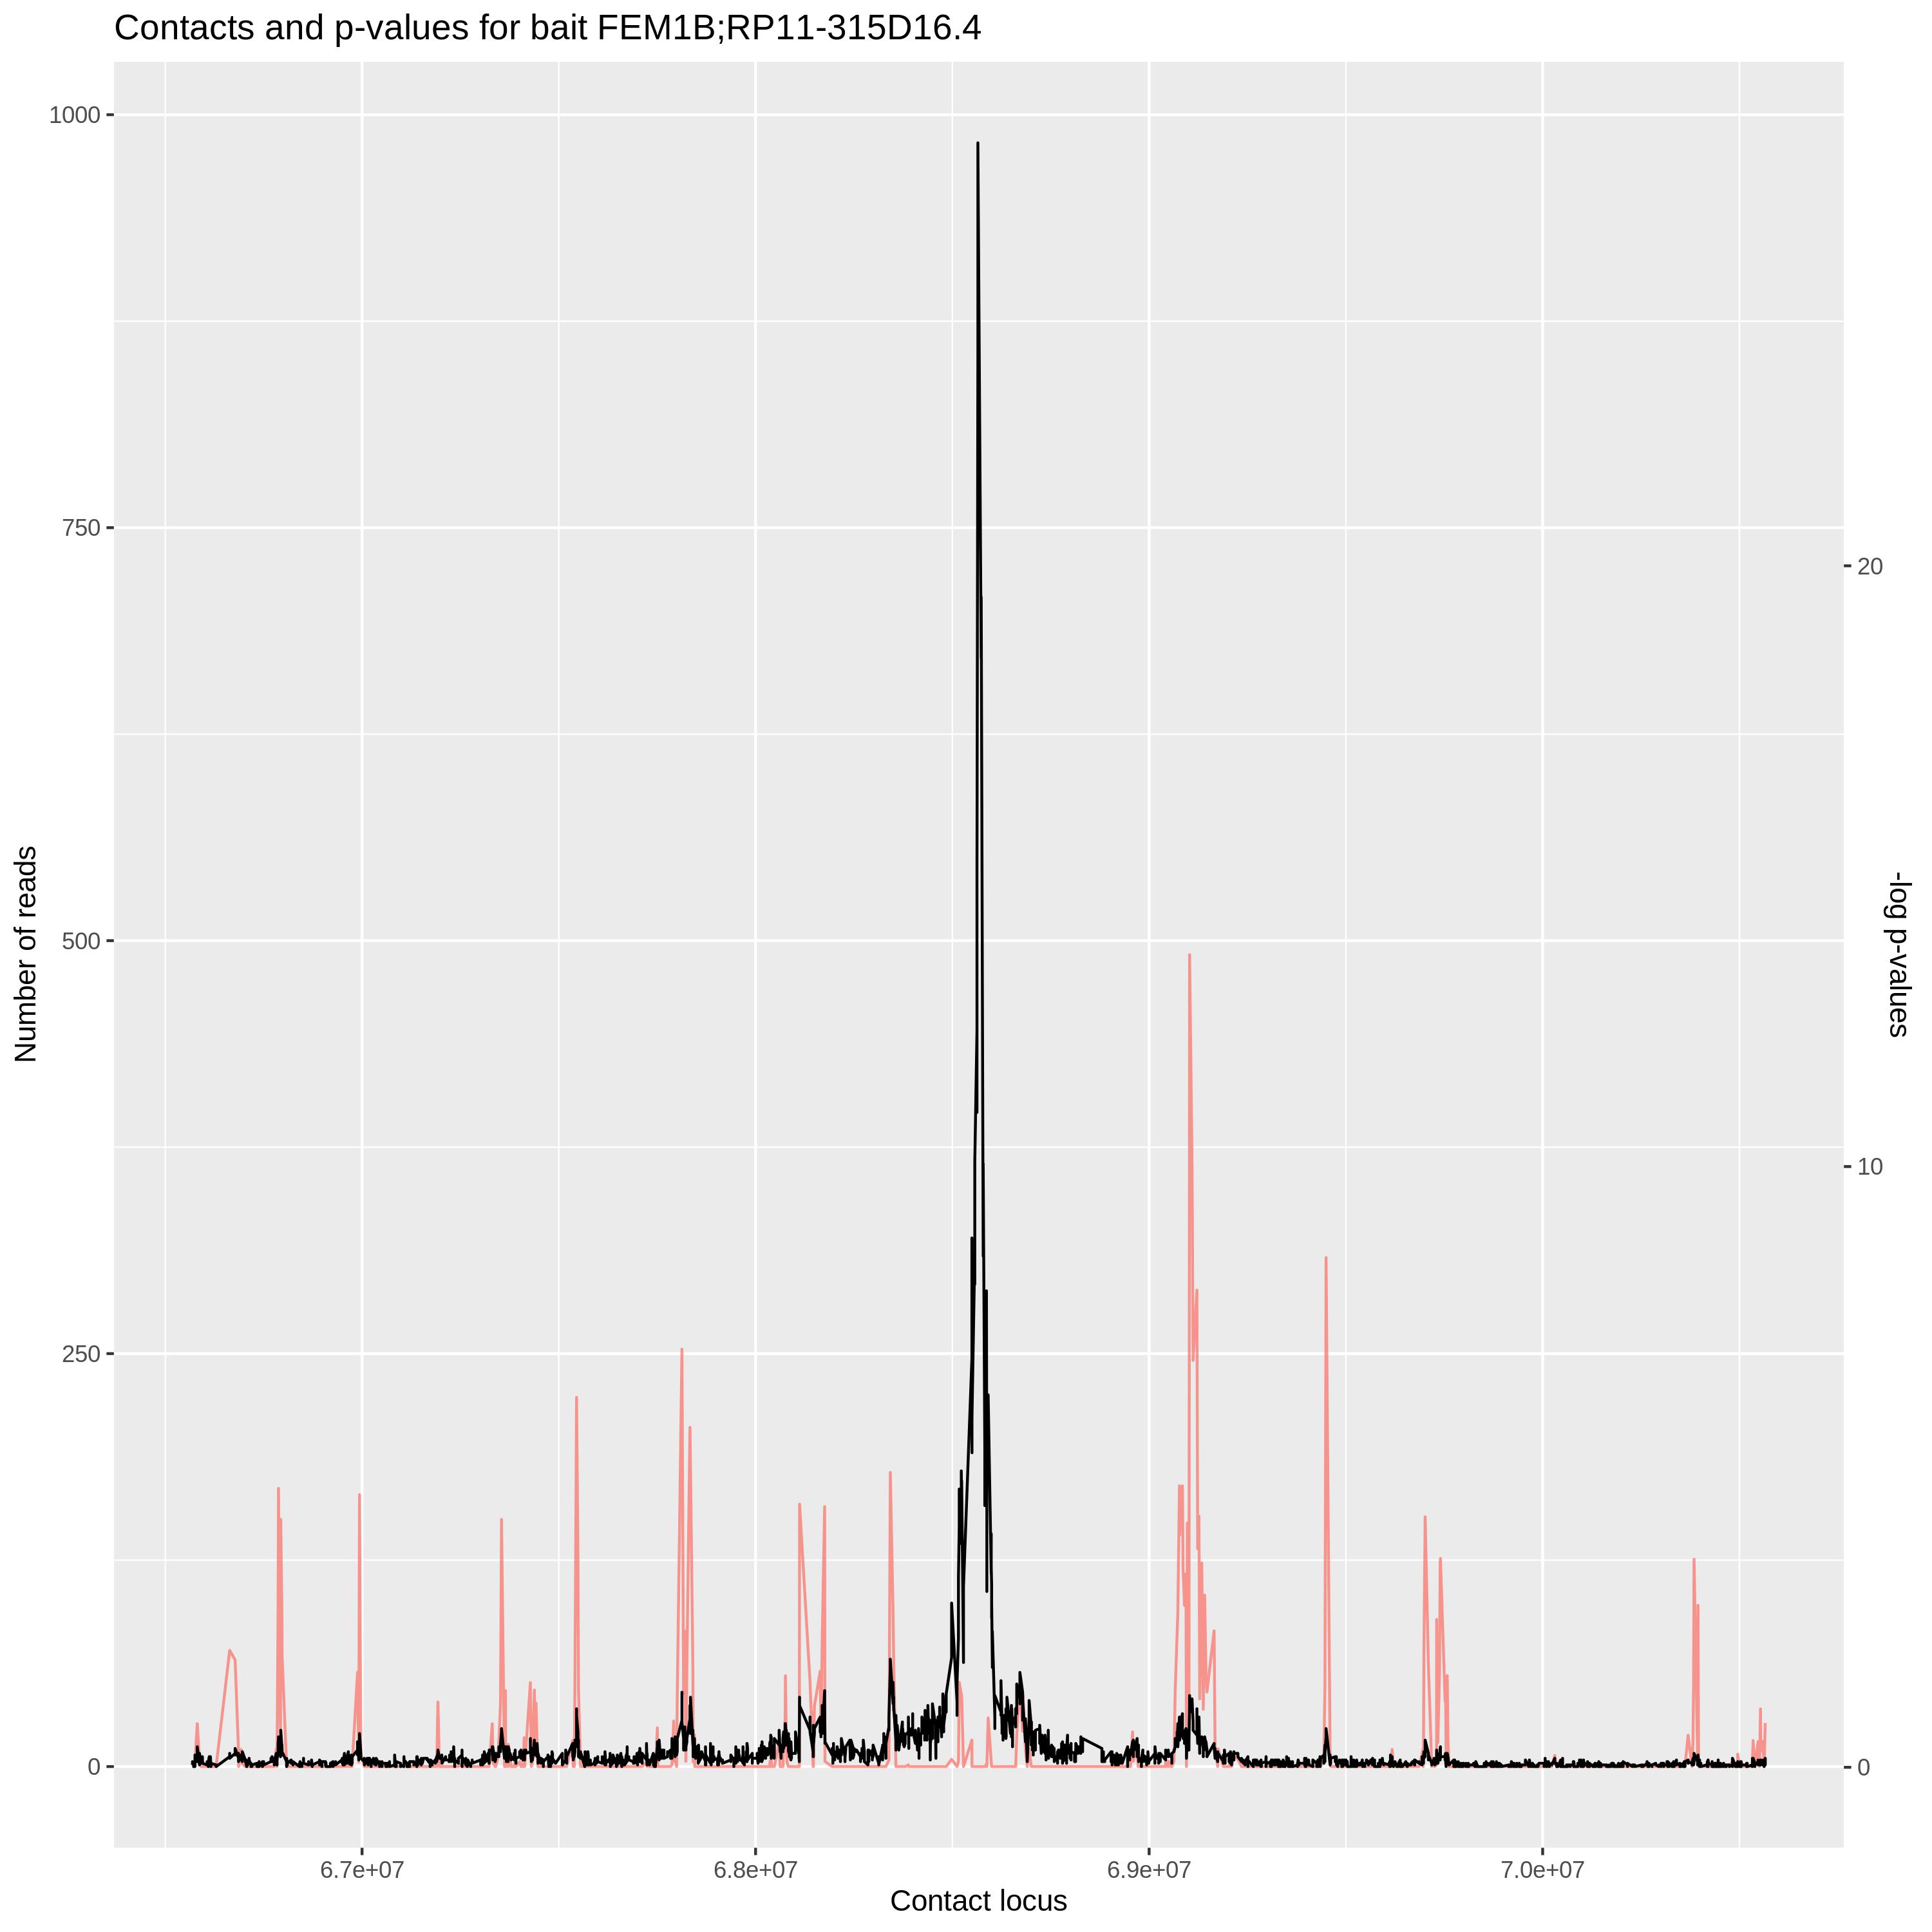 Contacts and p-values for bait FEM1B;RP11-315D16.4
1000
750
500
250
0
Number of reads
20
10
0
-log p-values
6.7e+07
6.8e+07
6.9e+07
7.0e+07
Contact locus